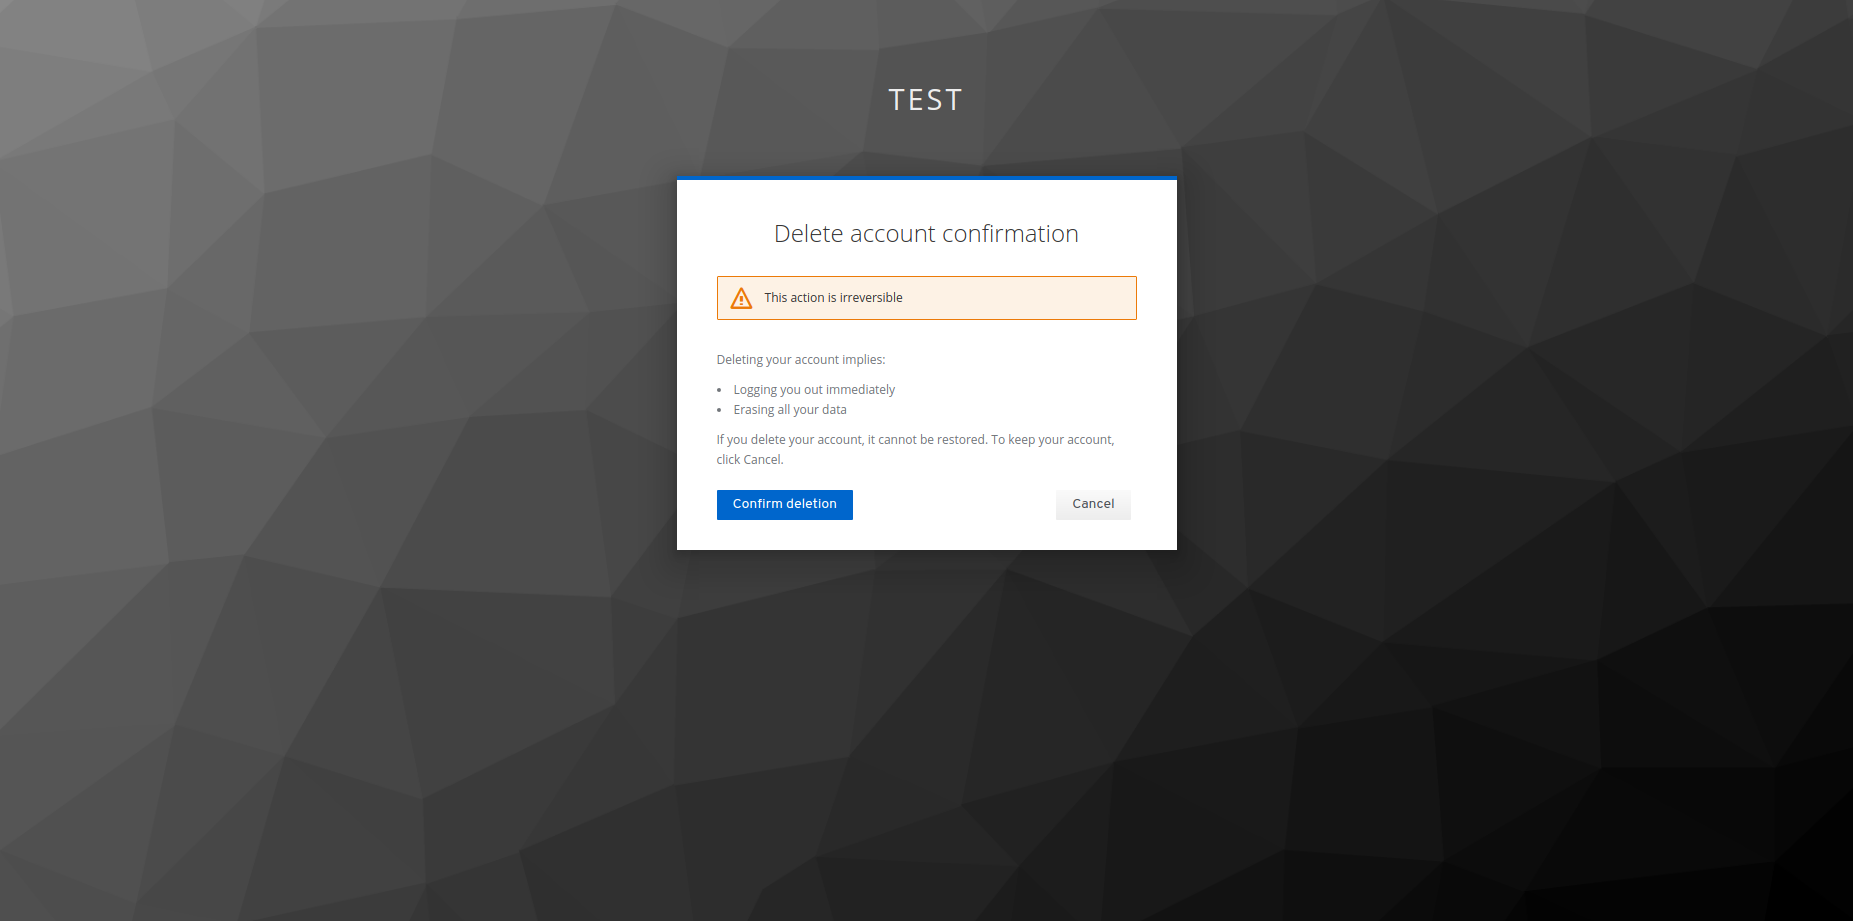 TEST
Delete account confirmation
This action is irreversible
Deleting your account implies:
Logging you out immediately
Erasing all your data
If you delete your account, it cannot be restored. To keep your account,
click Cancel.
Confirm deletion
Cancel